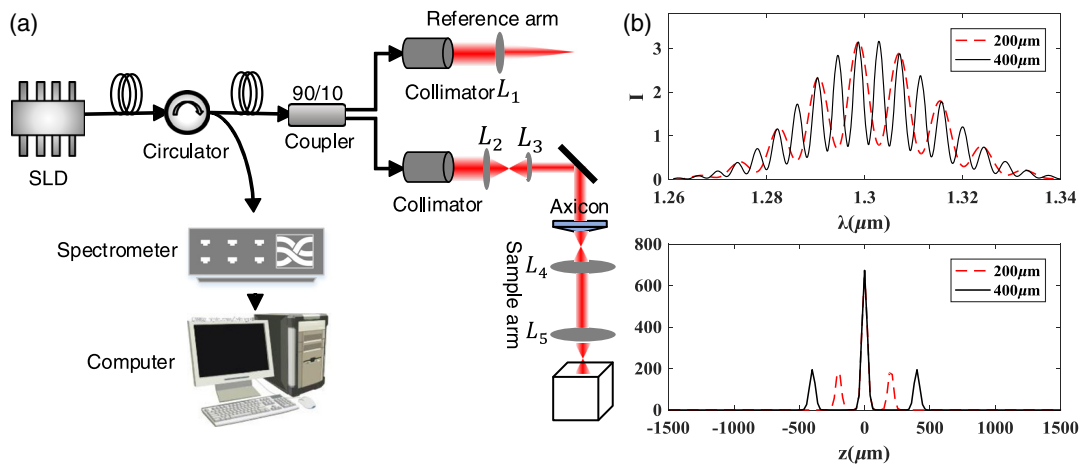 (a)
Reference arm
Collimator
L1
90/10
Circulator
Coupler
SLD
L2
L3
Collimator
Axicon
Spectrometer
L4
Sample arm
L5
Computer
(b)
3
2
1
0
I
200μm
400μm
1.26
1.28
1.3
1.32
1.34
λ(μm)
800
600
400
200
0
200μm
400μm
-1500
-1000
-500
0
500
1000
1500
z(μm)